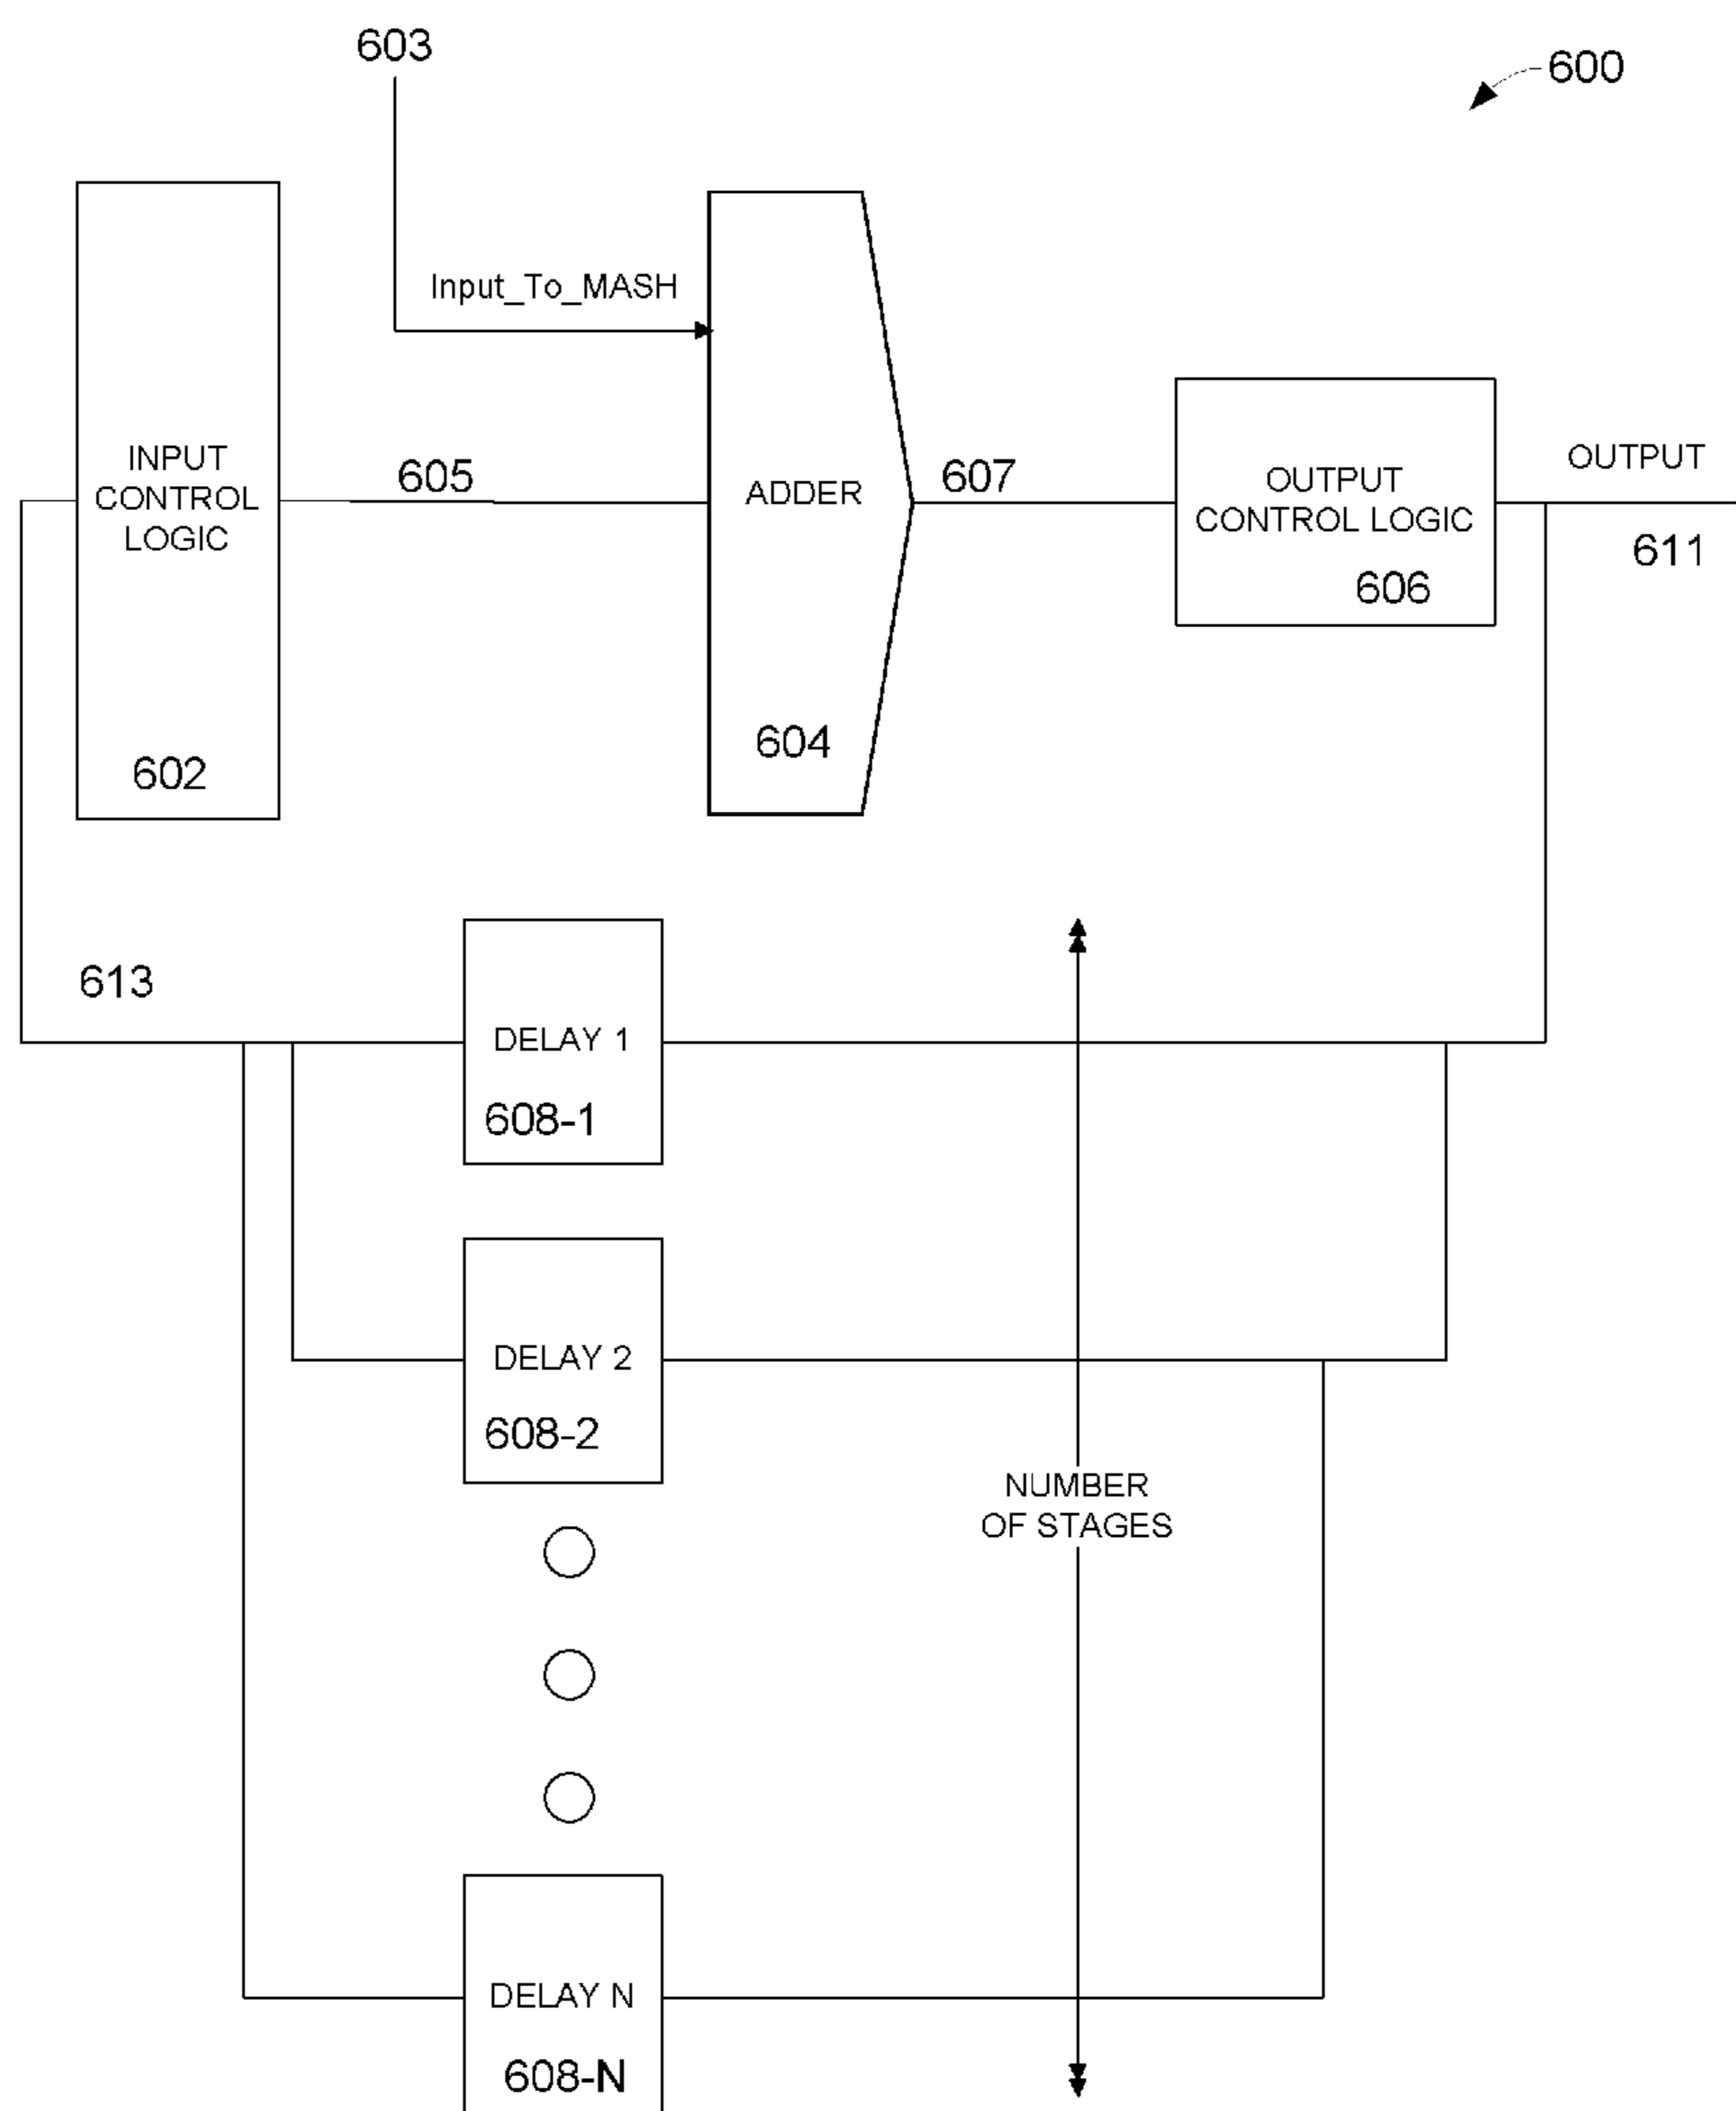 603
600
Input_To_MASH
INPUT
CONTROL
LOGIC
602
605
ADDER
604
607
OUTPUT
CONTROL LOGIC
606
OUTPUT
611
613
DELAY 1
608-1
DELAY 2
608-2
NUMBER
OF STAGES
DELAY N
608-N